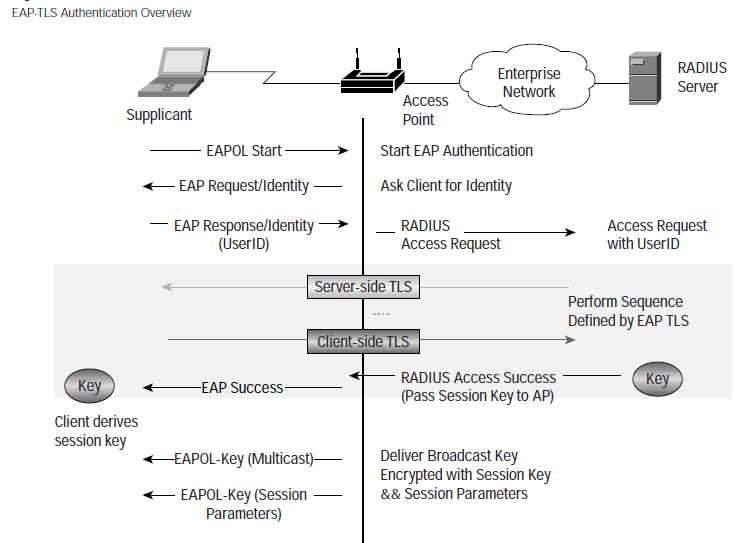 EAP-TLS Authentication Overview
Enterprise
Network
RADIUS
Server
Supplicant
Access
Point
EAPOL Start
Start EAP Authentication
EAP Request/Identity
Ask Client for Identity
EAP Response/Identity
(UserID)
RADIUS
Access Request
Access Request
with UserID
Server-side TLS
....
Perform Sequence
Defined by EAP TLS
Client-side TLS
Key
EAP Success
RADIUS Access Success
(Pass Session Key to AP)
Key
Client derives
session key
EAPOL-Key (Multicast)
Deliver Broadcast Key
Encrypted with Session Key
&& Session Parameters
EAPOL-Key (Session
Parameters)